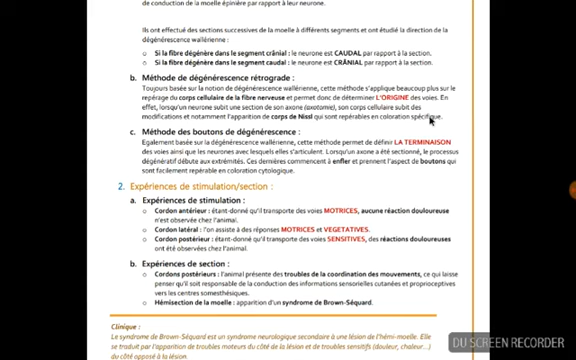 de conduction de la moelle épinière par rapport à leur neurone.
Ils ont effectué des sections successives de la moelle à différents segments et ont étudié la direction de la
dégénérescence wallérienne :
○ Si la fibre dégénère dans le segment crânial : le neurone est CAUDAL par rapport à la section.
○ Si la fibre dégénère dans le segment caudal : le neurone est CRÂNIAL par rapport à la section.
b. Méthode de dégénérescence rétrograde :
Toujours basée sur la notion de dégénérescence wallérienne, cette méthode s'applique beaucoup plus sur le
repérage du corps cellulaire de la fibre nerveuse et permet donc de déterminer L'ORIGINE des voies. En
effet, lorsqu'un neurone subit une section de son axone (axotomie), son corps cellulaire subit des
modifications et notamment l'apparition de corps de Nissl qui sont repérables en coloration spécifique.
c. Méthode des boutons de dégénérescence :
Egalement basée sur la dégénérescence wallérienne, cette méthode permet de définir LA TERMINAISON
des voies ainsi que les neurones avec lesquels elles s'articulent. Lorsqu'un axone a été sectionné, le processus
dégénératif débute aux extrémités. Ces dernières commencent à enfler et prennent l'aspect de boutons qui
sont facilement repérable en coloration cytologique.
2. Expériences de stimulation/section :
a. Expériences de stimulation :
○ Cordon antérieur : étant-donné qu'il transporte des voies MOTRICES, aucune réaction douloureuse
n'est observée chez l'animal.
○ Cordon latéral : l'on assiste à des réponses MOTRICES et VEGETATIVES.
○ Cordon postérieur : étant-donné qu'il transporte des voies SENSITIVES, des réactions douloureuses
ont été observées chez l'animal.
b. Expériences de section :
○ Cordons postérieurs : l'animal présente des troubles de la coordination des mouvements, ce qui laisse
penser qu'il soit responsable de la conduction des informations sensorielles cutanées et proprioceptives
vers les centres somesthésiques.
○ Hémisection de la moelle : apparition d'un syndrome de Brown-Séquard.
Clinique :
Le syndrome de Brown-Séquard est un syndrome neurologique secondaire à une lésion de l'hémi-moelle. Elle
se traduit par l'apparition de troubles moteurs du côté de la lésion et de troubles sensitifs (douleur, chaleur...)
du côté opposé à la lésion.
DU SCREEN RECORDER